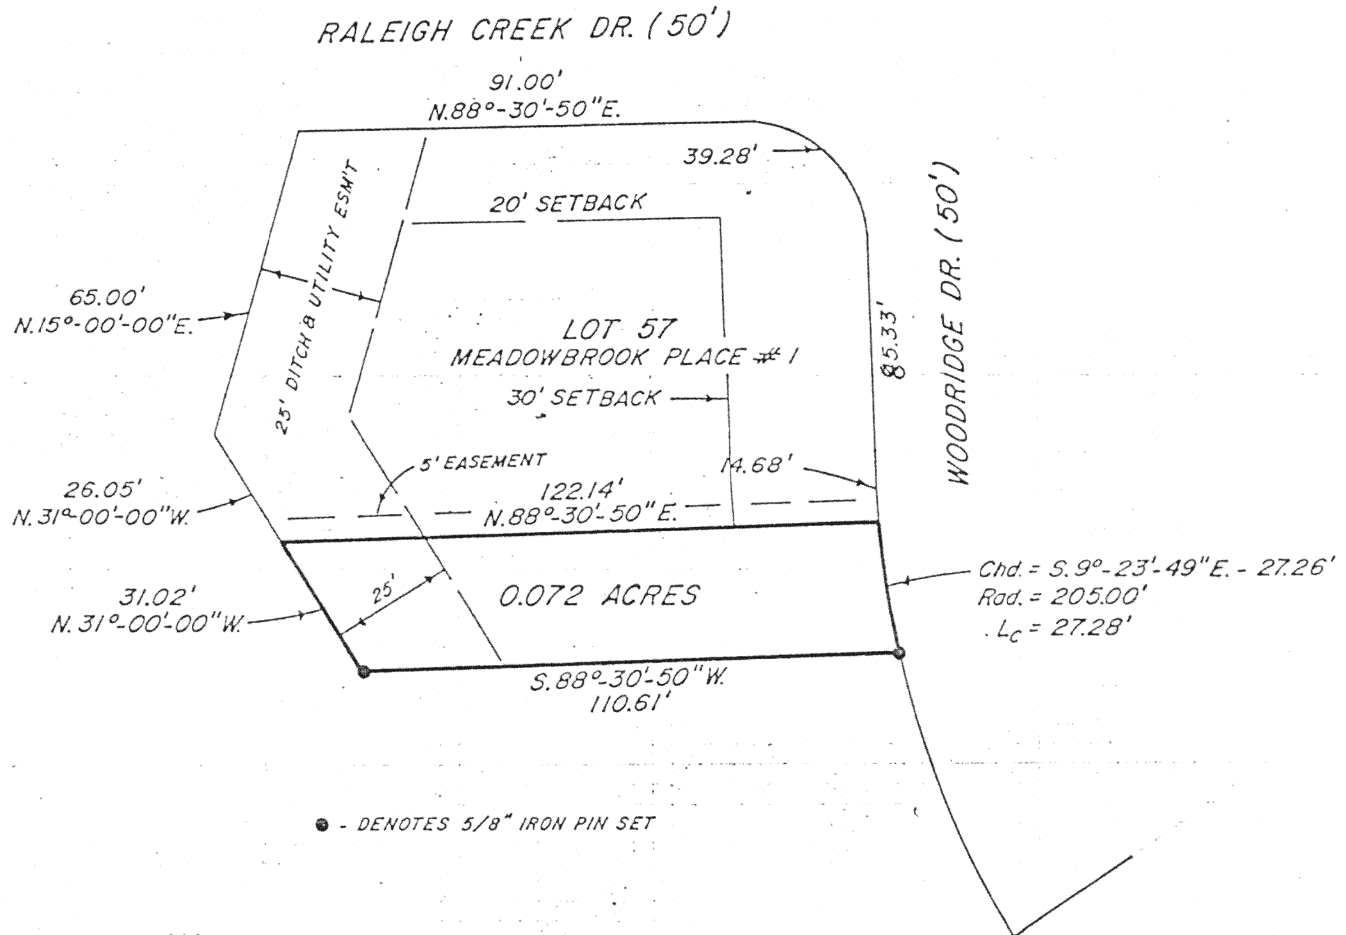 RALEIGH CREEK DR. (50')
91.00'
N.88°-30'-50"E.
39.28'
WOODRIDGE DR. (50')
20' SETBACK
25' DITCH & UTILITY ESM'T
65.00'
N.15°-00'-00"E.
85.33'
LOT 57
MEADOWBROOK PLACE # 1
30' SETBACK
5' EASEMENT
14.68'
26.05'
N.31°-00'-00"W.
122.14'
N.88°-30'-50"E.
Chd. = S.9°-23'-49"E. - 27.26'
Rad. = 205.00'
Lc = 27.28'
25'
0.072 ACRES
31.02'
N.31°-00'-00"W.
S.88°-30'-50"W.
110.61'
● - DENOTES 5/8" IRON PIN SET